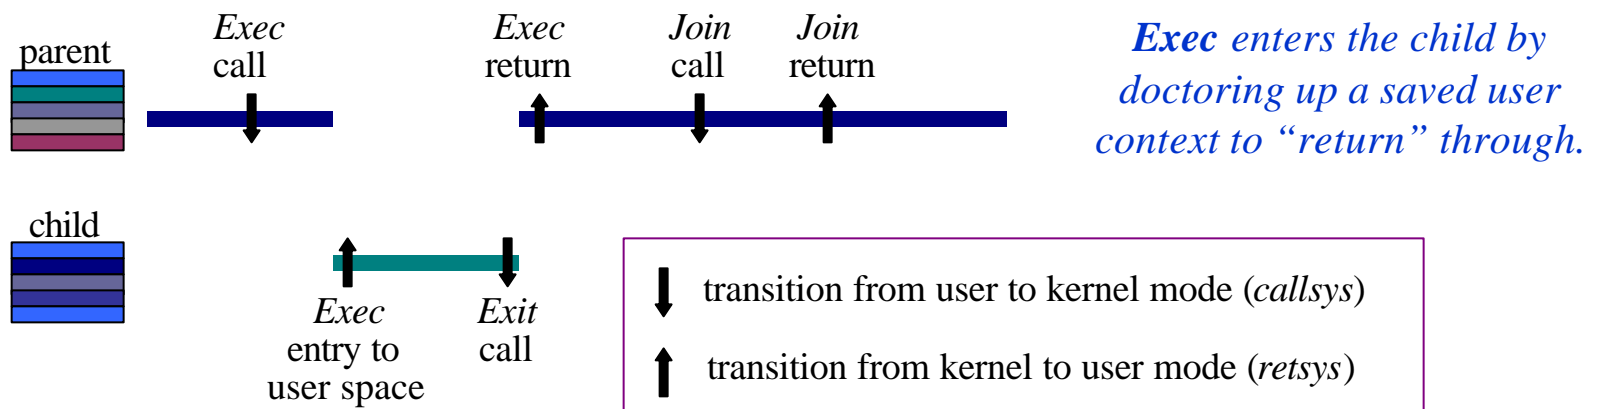 parent
Exec
call
Exec
return
Join
call
Join
return
Exec enters the child by
doctoring up a saved user
context to “return” through.
child
Exec
entry to
user space
Exit
call
transition from user to kernel mode (callsys)
transition from kernel to user mode (retsys)